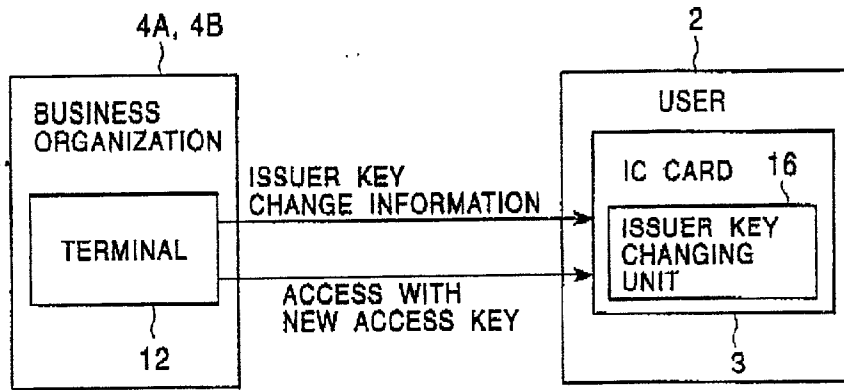 4A, 4B
2
BUSINESS
ORGANIZATION
USER
ISSUER KEY
CHANGE INFORMATION
IC CARD
16
TERMINAL
ISSUER KEY
CHANGING
UNIT
ACCESS WITH
NEW ACCESS KEY
12
3